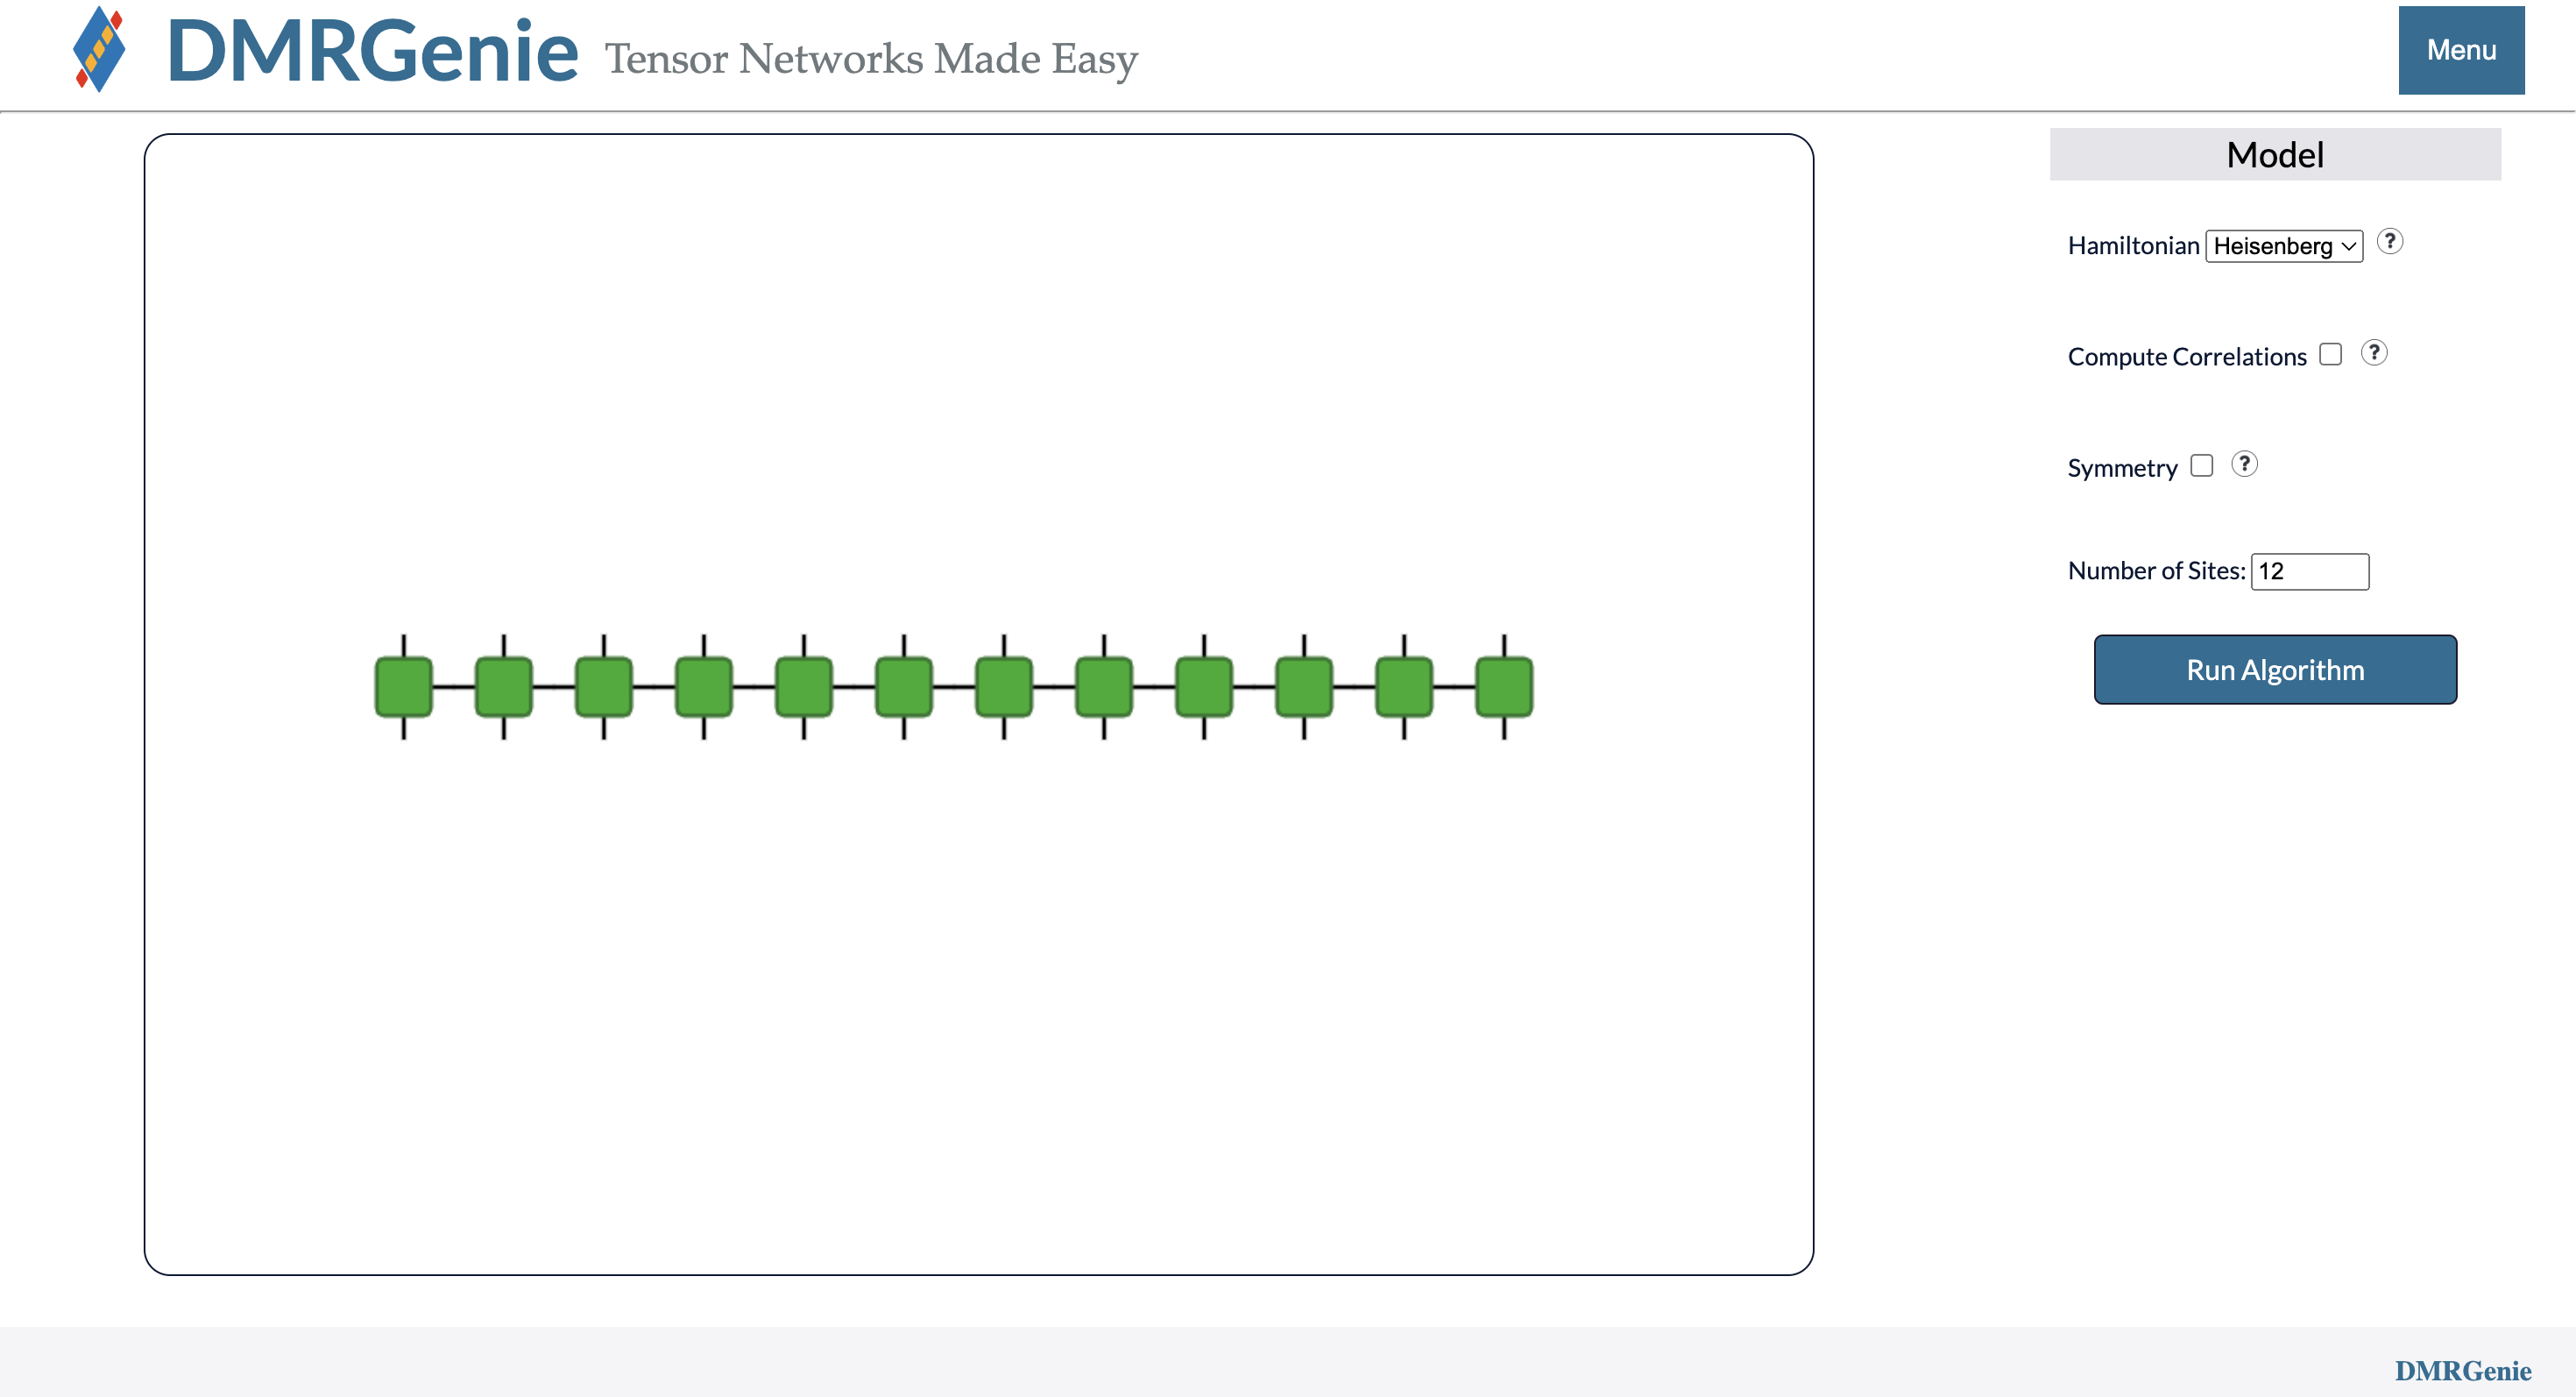 DMRGenie Tensor Networks Made Easy
Menu
Model
Hamiltonian Heisenberg ?
Compute Correlations ?
Symmetry ?
Number of Sites: 12
Run Algorithm
DMRGenie